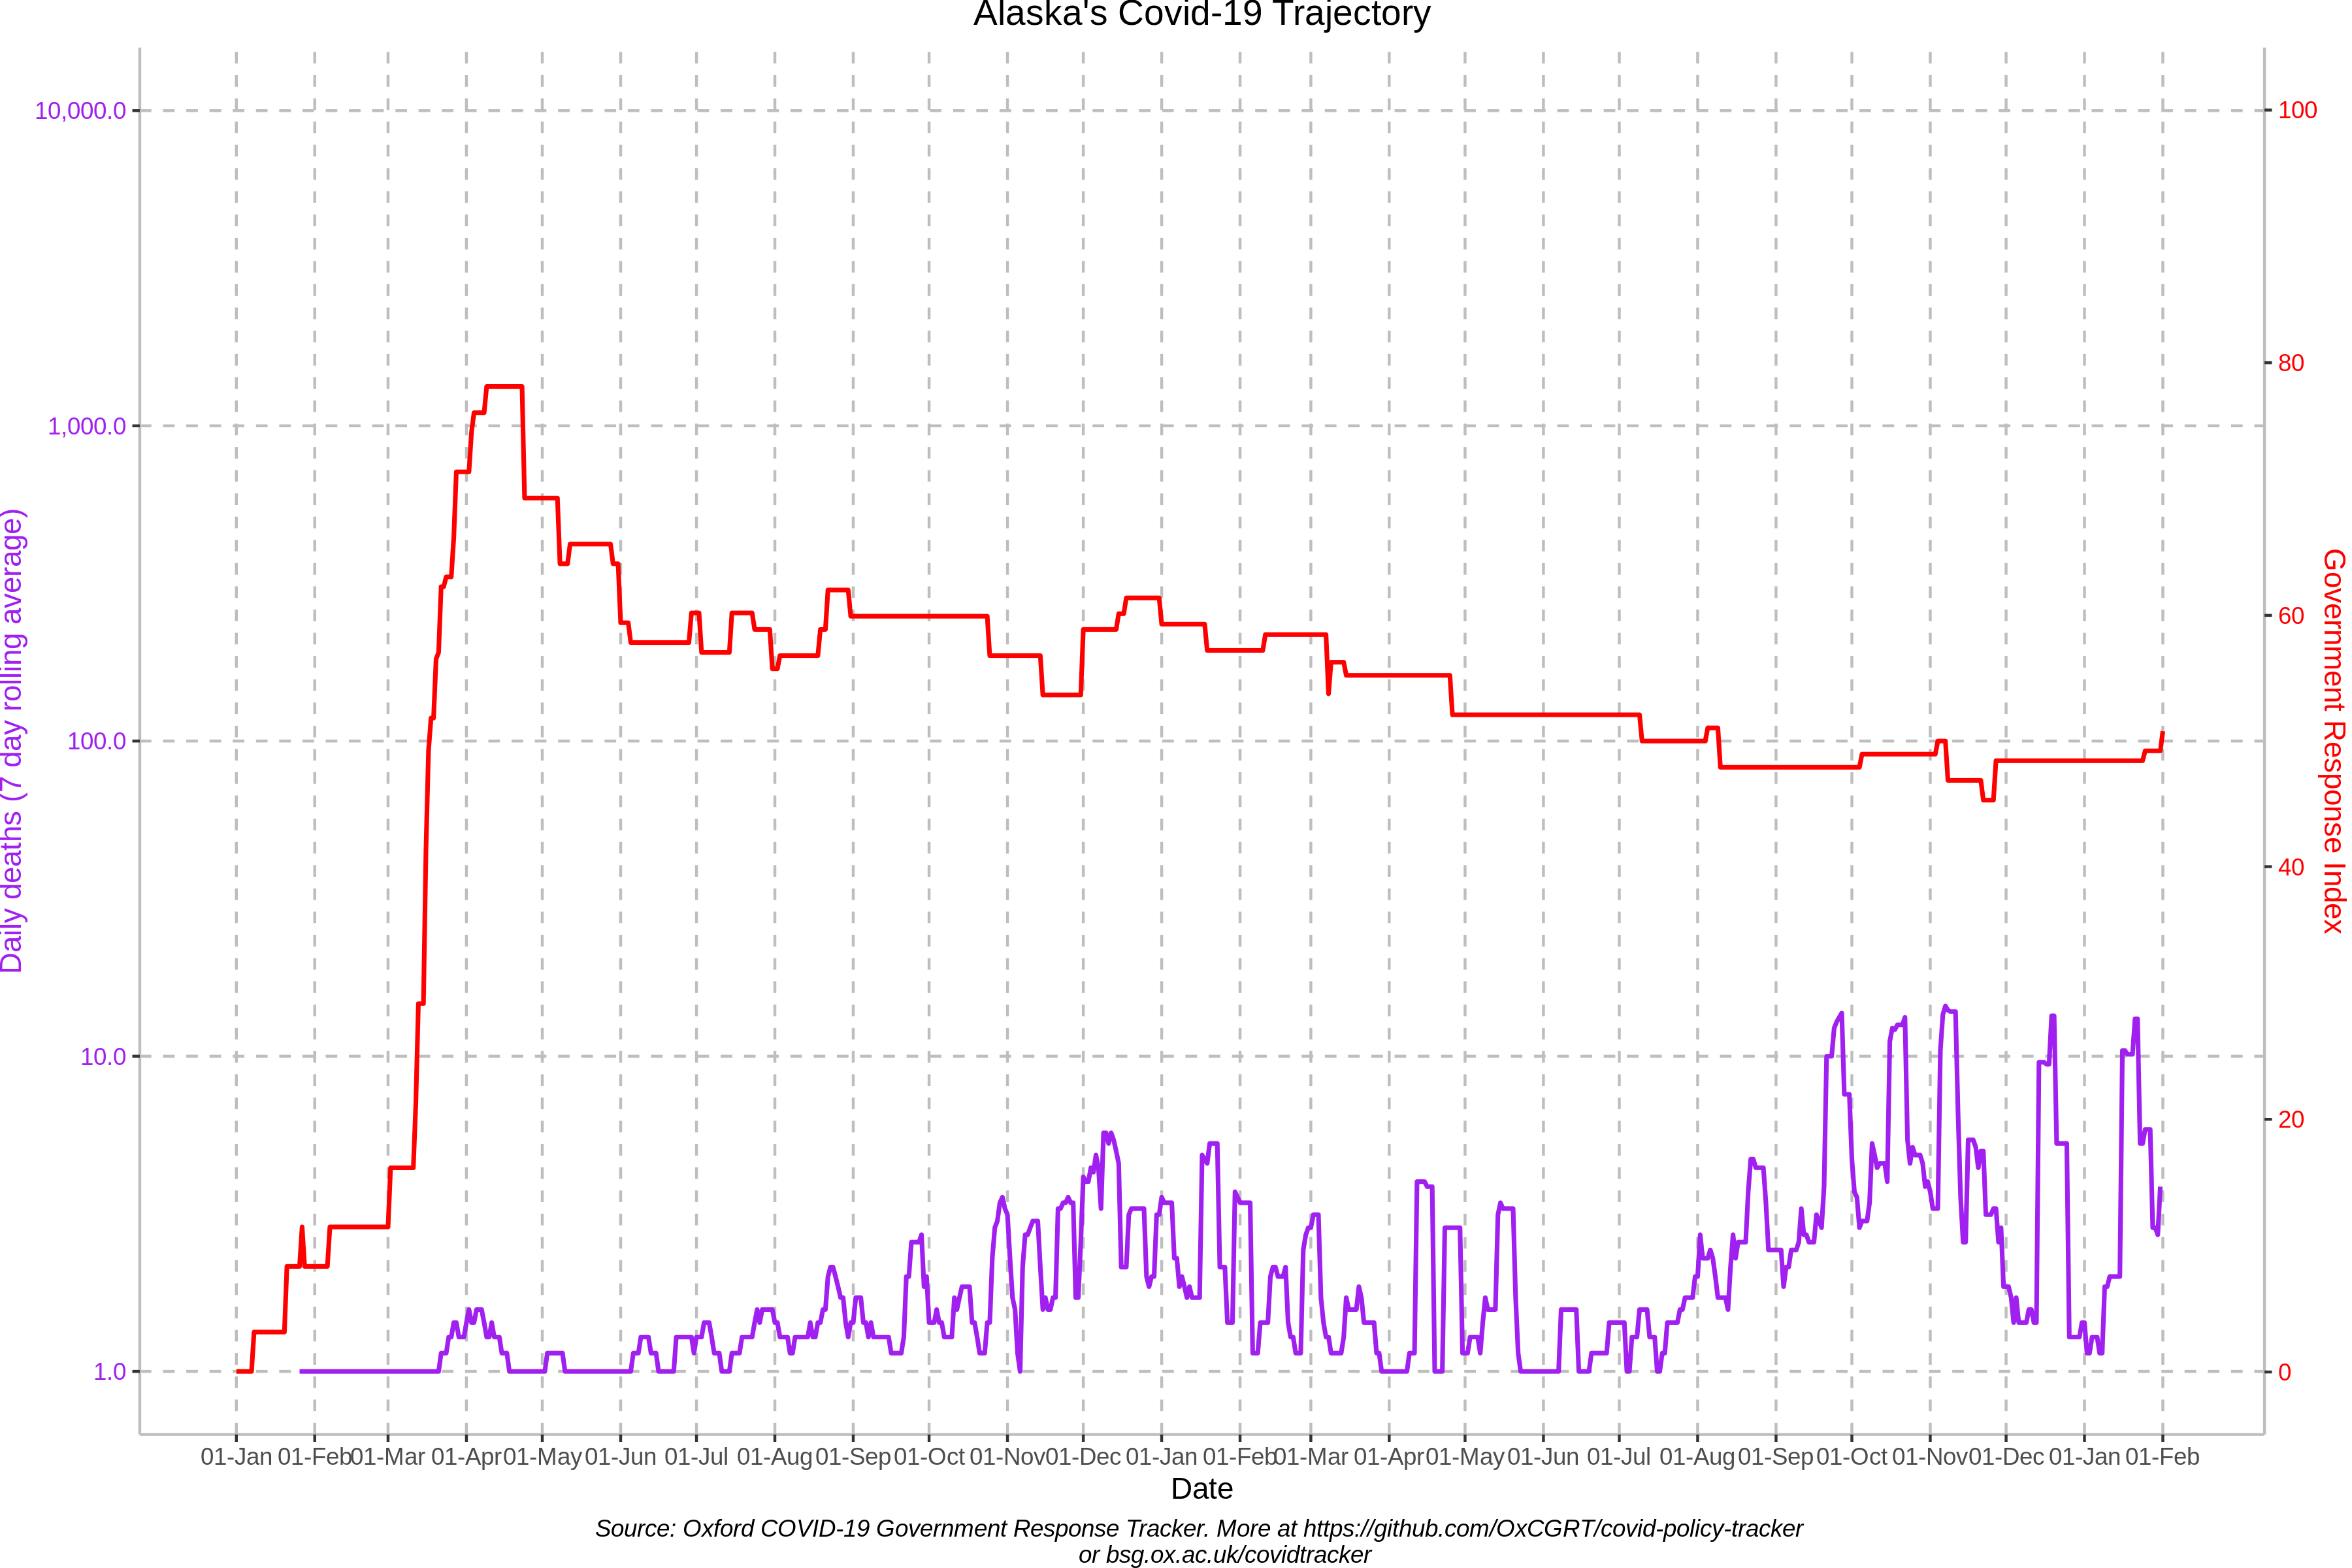 Alaska's Covid-19 Trajectory
10,000.0
1,000.0
100.0
10.0
1.0
Daily deaths (7 day rolling average)
100
80
60
40
20
0
Government Response Index
01-Jan 01-Feb 01-Mar 01-Apr 01-May 01-Jun 01-Jul 01-Aug 01-Sep 01-Oct 01-Nov 01-Dec 01-Jan 01-Feb 01-Mar 01-Apr 01-May 01-Jun 01-Jul 01-Aug 01-Sep 01-Oct 01-Nov 01-Dec 01-Jan 01-Feb
Date
Source: Oxford COVID-19 Government Response Tracker. More at https://github.com/OxCGRT/covid-policy-tracker
or bsg.ox.ac.uk/covidtracker